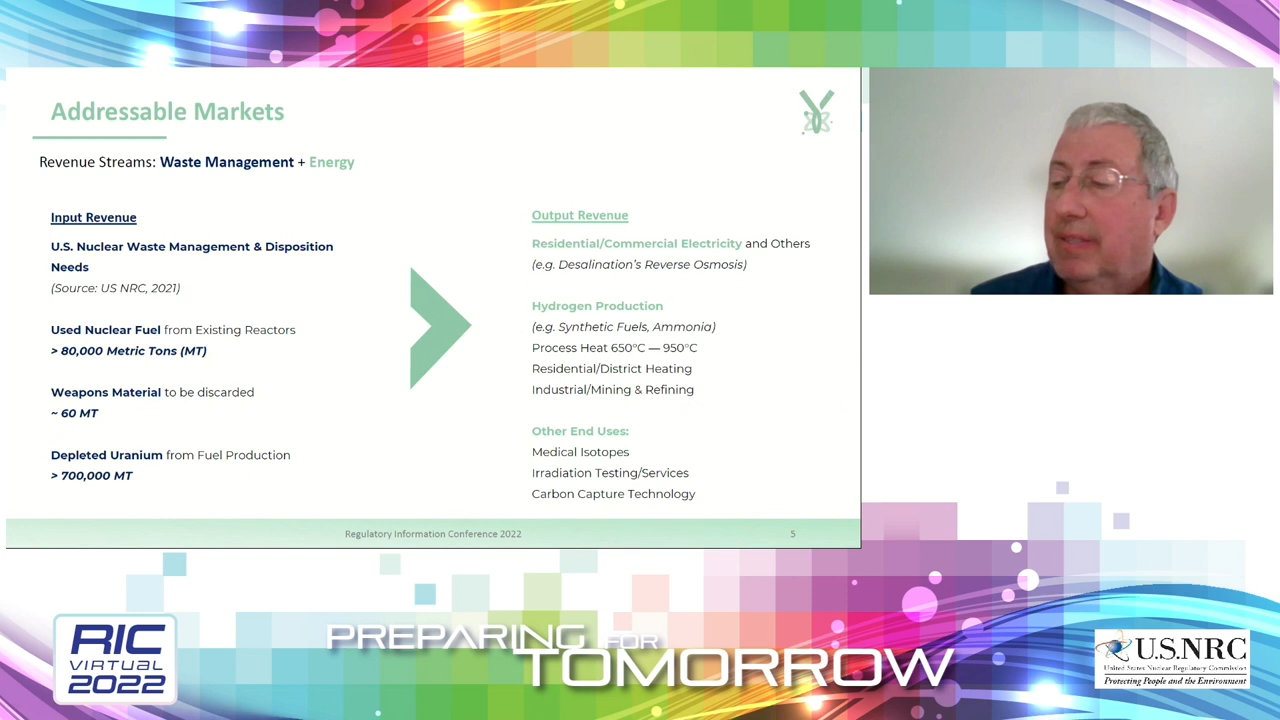 Addressable Markets
Revenue Streams: Waste Management + Energy
Input Revenue
U.S. Nuclear Waste Management & Disposition
Needs
(Source: US NRC, 2021)
Used Nuclear Fuel from Existing Reactors
> 80,000 Metric Tons (MT)
Weapons Material to be discarded
~ 60 MT
Depleted Uranium from Fuel Production
> 700,000 MT
Output Revenue
Residential/Commercial Electricity and Others
(e.g. Desalination's Reverse Osmosis)
Hydrogen Production
(e.g. Synthetic Fuels, Ammonia)
Process Heat 650°C — 950°C
Residential/District Heating
Industrial/Mining & Refining
Other End Uses:
Medical Isotopes
Irradiation Testing/Services
Carbon Capture Technology
Regulatory Information Conference 2022
5
RIC
VIRTUAL
2022
PREPARING FOR
TOMORROW
U.S.NRC
United States Nuclear Regulatory Commission
Protecting People and the Environment